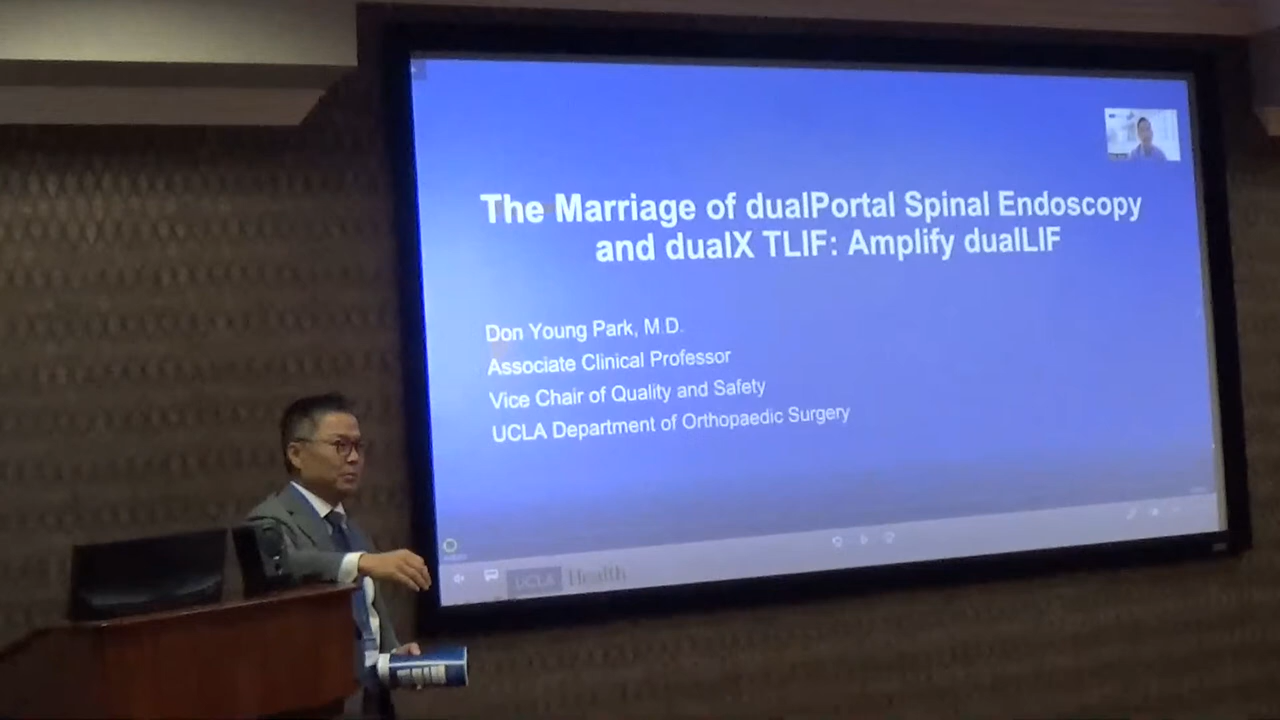 The Marriage of dualPortal Spinal Endoscopy
and dualX TLIF: Amplify dualLIF
Don Young Park, M.D.
Associate Clinical Professor
Vice Chair of Quality and Safety
UCLA Department of Orthopaedic Surgery
UCLA Health